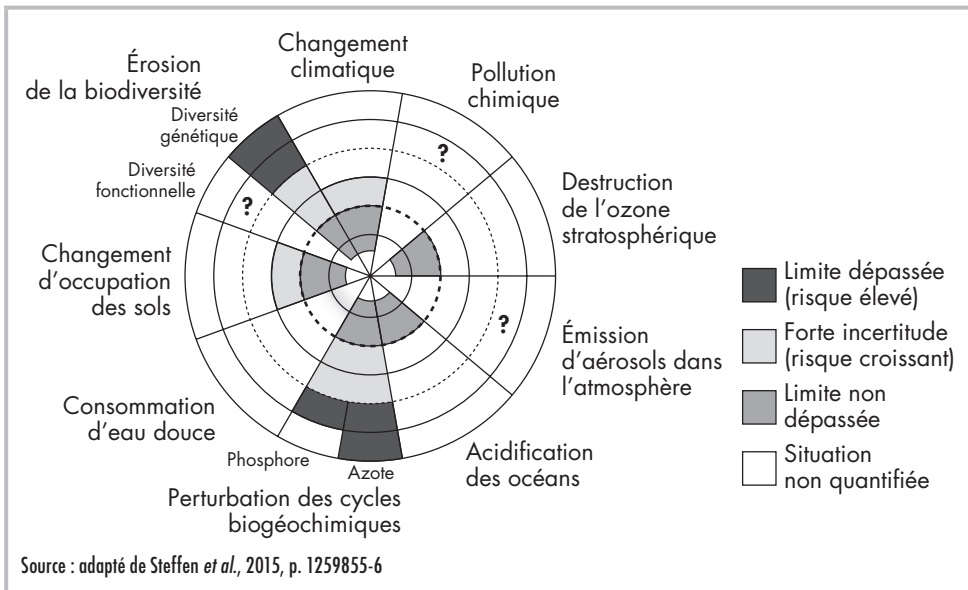 Changement
climatique
Pollution
chimique
Érosion
de la biodiversité
Diversité
génétique
Diversité
fonctionnelle
?
?
Destruction
de l'ozone
stratosphérique
Changement
d'occupation
des sols
?
Émission
d'aérosols dans
l'atmosphère
Consommation
d'eau douce
Phosphore
Azote
Acidification
des océans
Perturbation des cycles
biogéochimiques
Limite dépassée
(risque élevé)
Forte incertitude
(risque croissant)
Limite non
dépassée
Situation
non quantifiée
Source : adapté de Steffen et al., 2015, p. 1259855-6